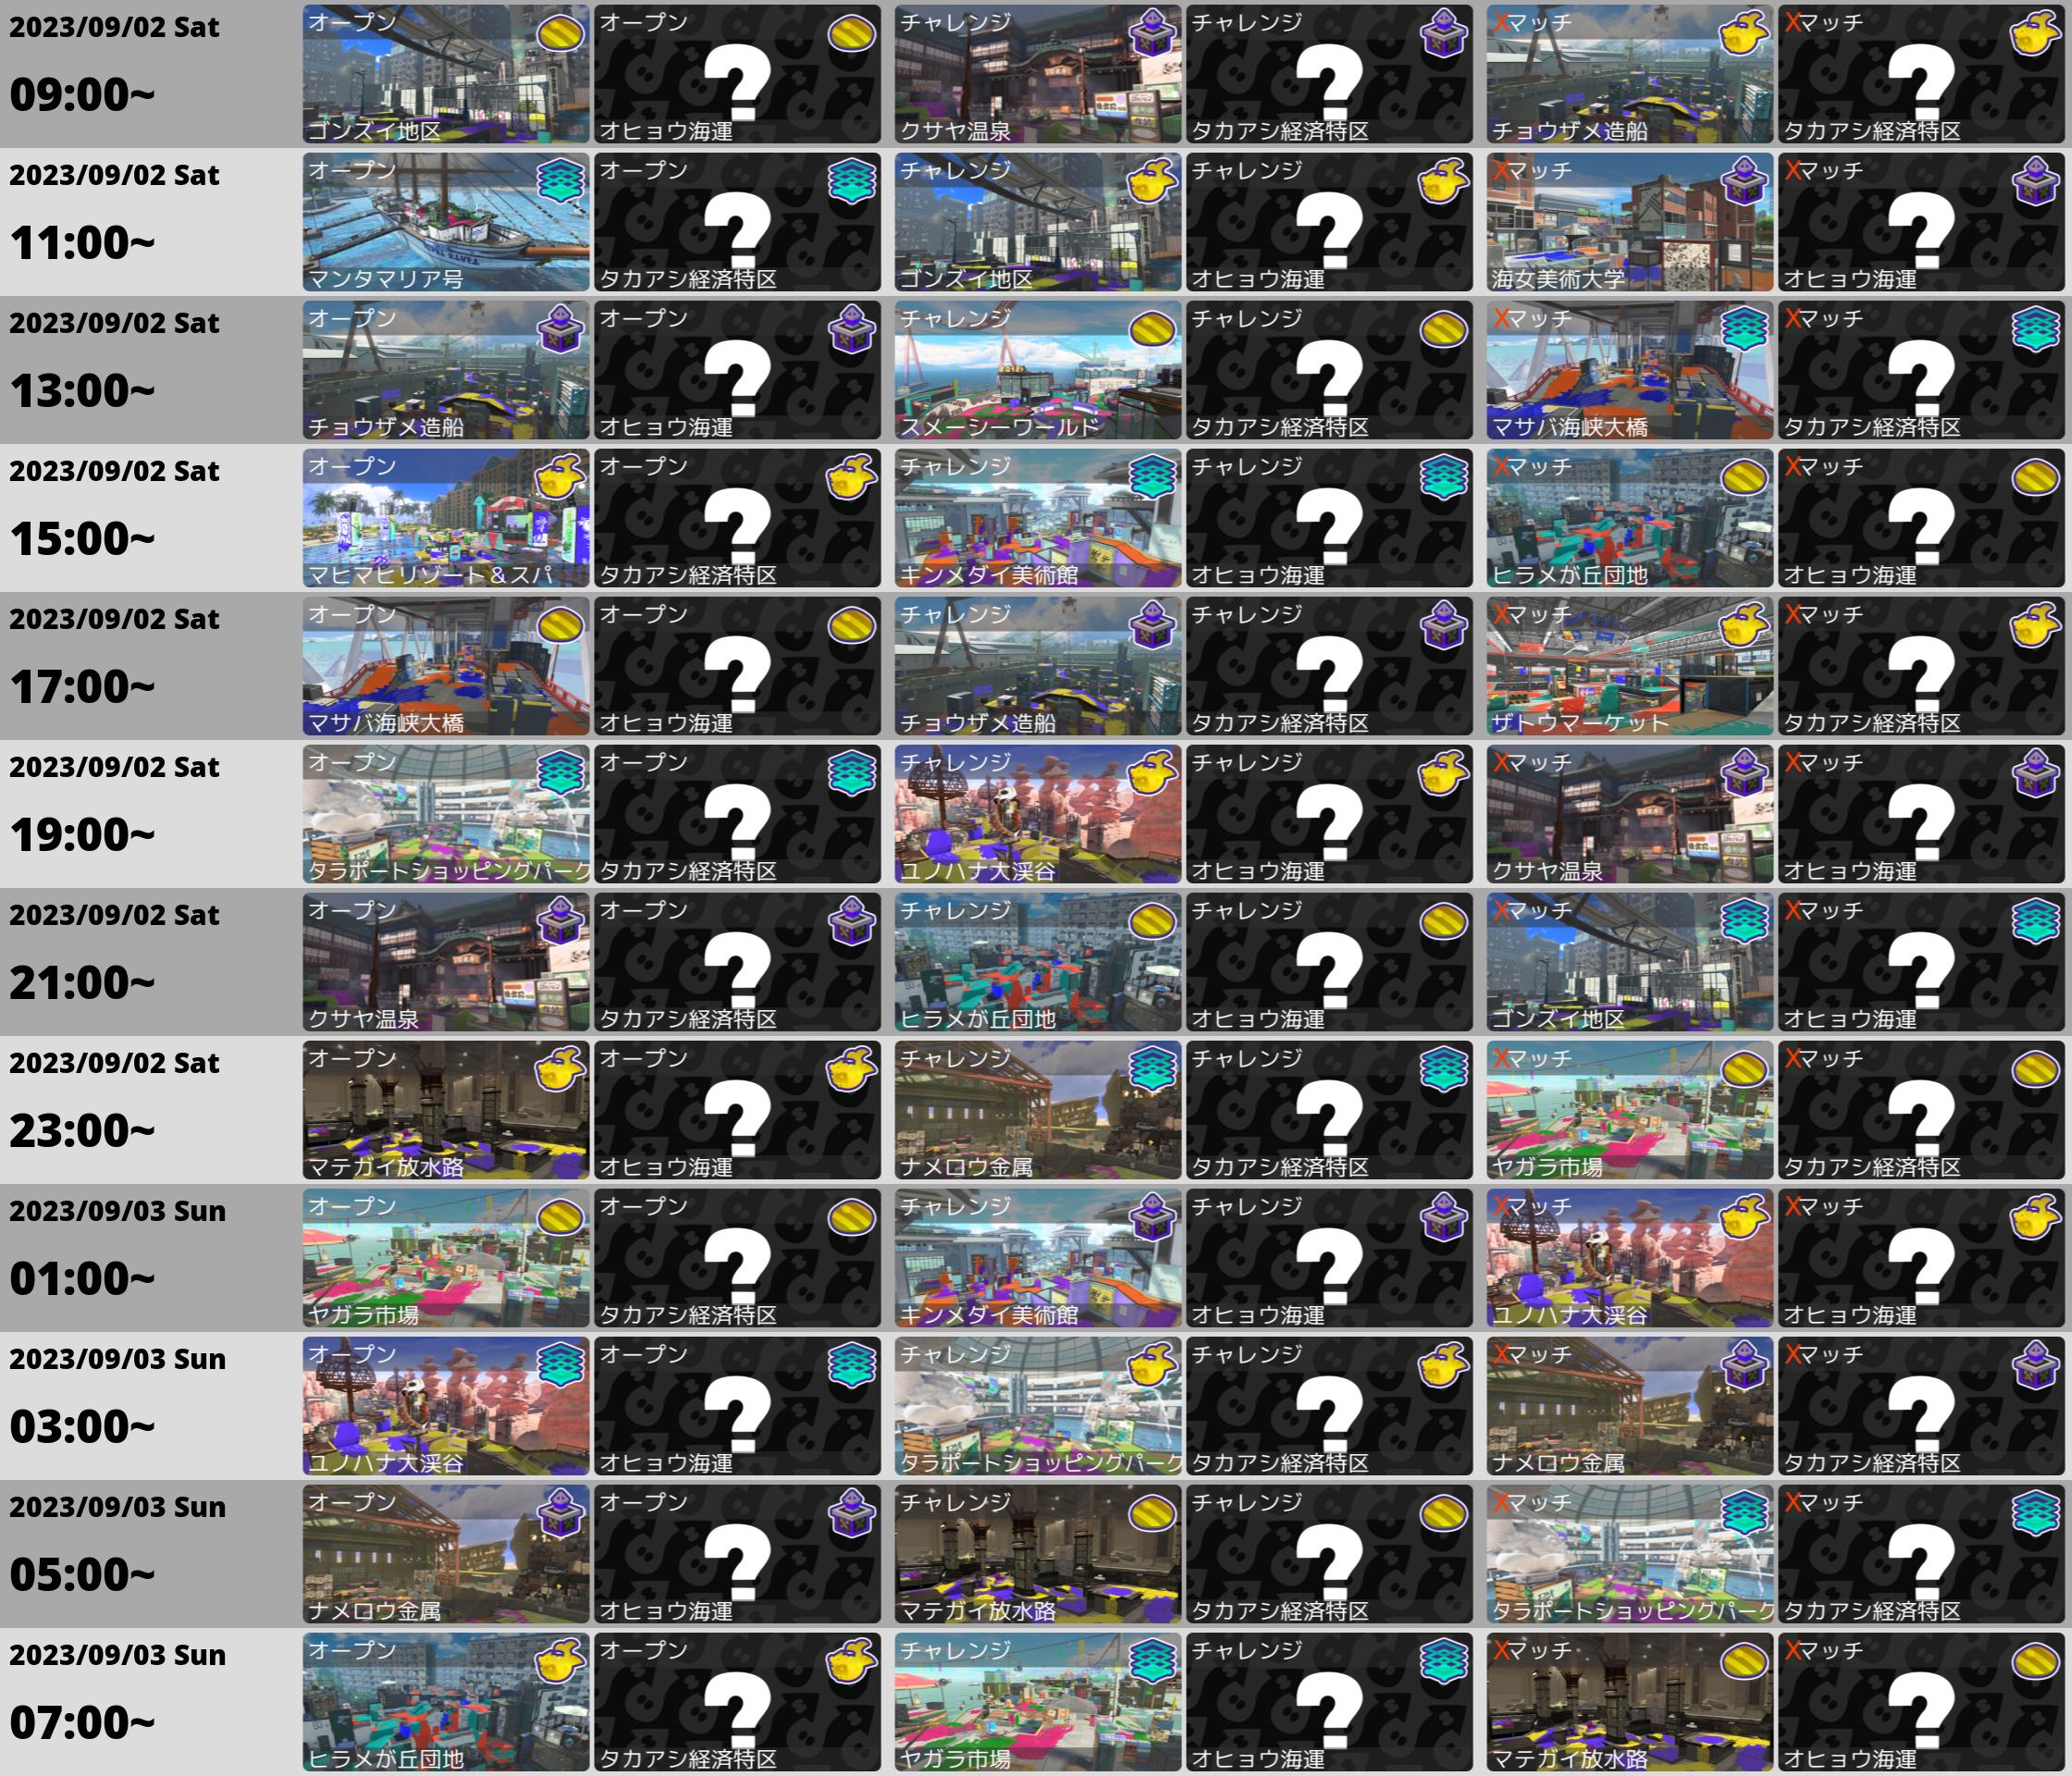 2023/09/02 Sat
09:00~
オープン
ゴンズイ地区
オープン
オヒョウ海運
チャレンジ
クサヤ温泉
チャレンジ
タカアシ経済特区
Xマッチ
チョウザメ造船
Xマッチ
タカアシ経済特区
2023/09/02 Sat
11:00~
オープン
マンタマリア号
オープン
タカアシ経済特区
チャレンジ
ゴンズイ地区
チャレンジ
オヒョウ海運
Xマッチ
海女美術大学
Xマッチ
オヒョウ海運
2023/09/02 Sat
13:00~
オープン
チョウザメ造船
オープン
オヒョウ海運
チャレンジ
スメーシーワールド
チャレンジ
タカアシ経済特区
Xマッチ
マサバ海峡大橋
Xマッチ
タカアシ経済特区
2023/09/02 Sat
15:00~
オープン
マヒマヒリゾート＆スパ
オープン
タカアシ経済特区
チャレンジ
キンメダイ美術館
チャレンジ
オヒョウ海運
Xマッチ
ヒラメが丘団地
Xマッチ
オヒョウ海運
2023/09/02 Sat
17:00~
オープン
マサバ海峡大橋
オープン
オヒョウ海運
チャレンジ
チョウザメ造船
チャレンジ
タカアシ経済特区
Xマッチ
ザトウマーケット
Xマッチ
タカアシ経済特区
2023/09/02 Sat
19:00~
オープン
タラポートショッピングパーク
オープン
タカアシ経済特区
チャレンジ
ユノハナ大渓谷
チャレンジ
オヒョウ海運
Xマッチ
クサヤ温泉
Xマッチ
オヒョウ海運
2023/09/02 Sat
21:00~
オープン
クサヤ温泉
オープン
タカアシ経済特区
チャレンジ
ヒラメが丘団地
チャレンジ
オヒョウ海運
Xマッチ
ゴンズイ地区
Xマッチ
オヒョウ海運
2023/09/02 Sat
23:00~
オープン
マテガイ放水路
オープン
オヒョウ海運
チャレンジ
ナメロウ金属
チャレンジ
タカアシ経済特区
Xマッチ
ヤガラ市場
Xマッチ
タカアシ経済特区
2023/09/03 Sun
01:00~
オープン
ヤガラ市場
オープン
タカアシ経済特区
チャレンジ
キンメダイ美術館
チャレンジ
オヒョウ海運
Xマッチ
ユノハナ大渓谷
Xマッチ
オヒョウ海運
2023/09/03 Sun
03:00~
オープン
ユノハナ大渓谷
オープン
オヒョウ海運
チャレンジ
タラポートショッピングパーク
チャレンジ
タカアシ経済特区
Xマッチ
ナメロウ金属
Xマッチ
タカアシ経済特区
2023/09/03 Sun
05:00~
オープン
ナメロウ金属
オープン
オヒョウ海運
チャレンジ
マテガイ放水路
チャレンジ
タカアシ経済特区
Xマッチ
タラポートショッピングパーク
Xマッチ
タカアシ経済特区
2023/09/03 Sun
07:00~
オープン
ヒラメが丘団地
オープン
タカアシ経済特区
チャレンジ
ヤガラ市場
チャレンジ
オヒョウ海運
Xマッチ
マテガイ放水路
Xマッチ
オヒョウ海運